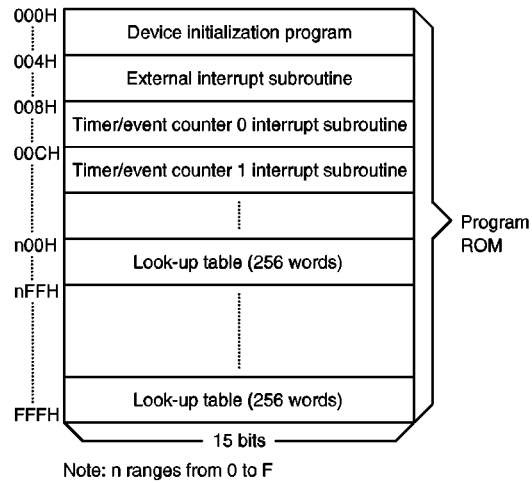 000H
Device initialization program
004H
External interrupt subroutine
008H
Timer/event counter 0 interrupt subroutine
00CH
Timer/event counter 1 interrupt subroutine
n00H
Look-up table (256 words)
nFFH
Program
ROM
Look-up table (256 words)
FFFH
15 bits
Note: n ranges from 0 to F